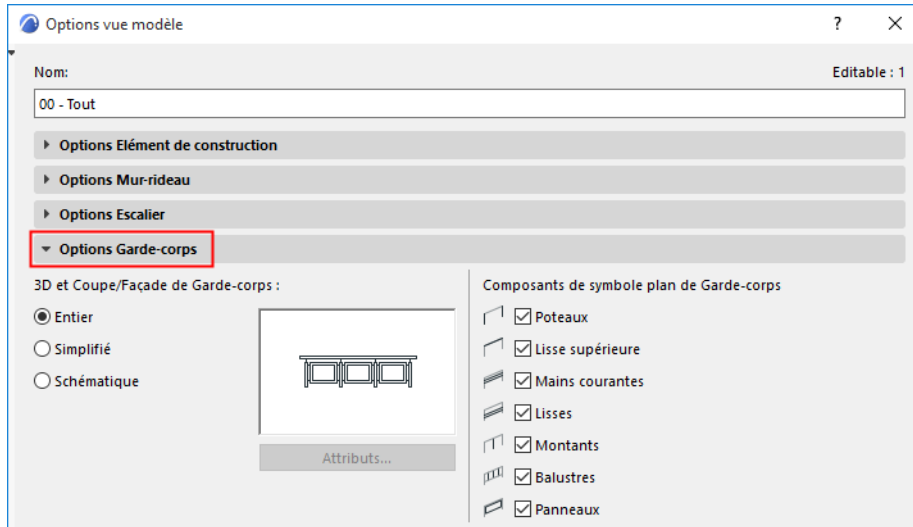 Options vue modèle
Nom:
Editable : 1
00 - Tout
Options Elément de construction
Options Mur-rideau
Options Escalier
Options Garde-corps
3D et Coupe/Façade de Garde-corps :
Entier
Simplifié
Schématique
Attributs...
Composants de symbole plan de Garde-corps
Poteaux
Lisse supérieure
Mains courantes
Lisses
Montants
Balustres
Panneaux